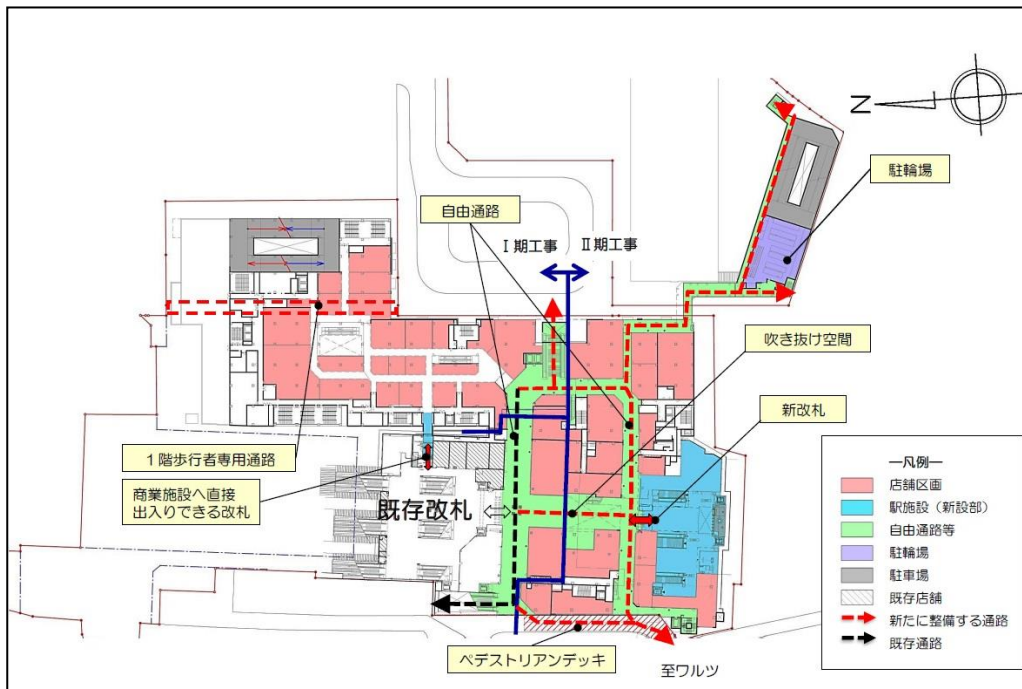 N
駐輪場
自由通路
Ⅰ期工事
Ⅱ期工事
吹き抜け空間
新改札
1階歩行者専用通路
商業施設へ直接
出入りできる改札
既存改札
ペデストリアンデッキ
至ワルツ
―凡例―
店舗区画
駅施設（新設部）
自由通路等
駐輪場
駐車場
既存店舗
新たに整備する通路
既存通路